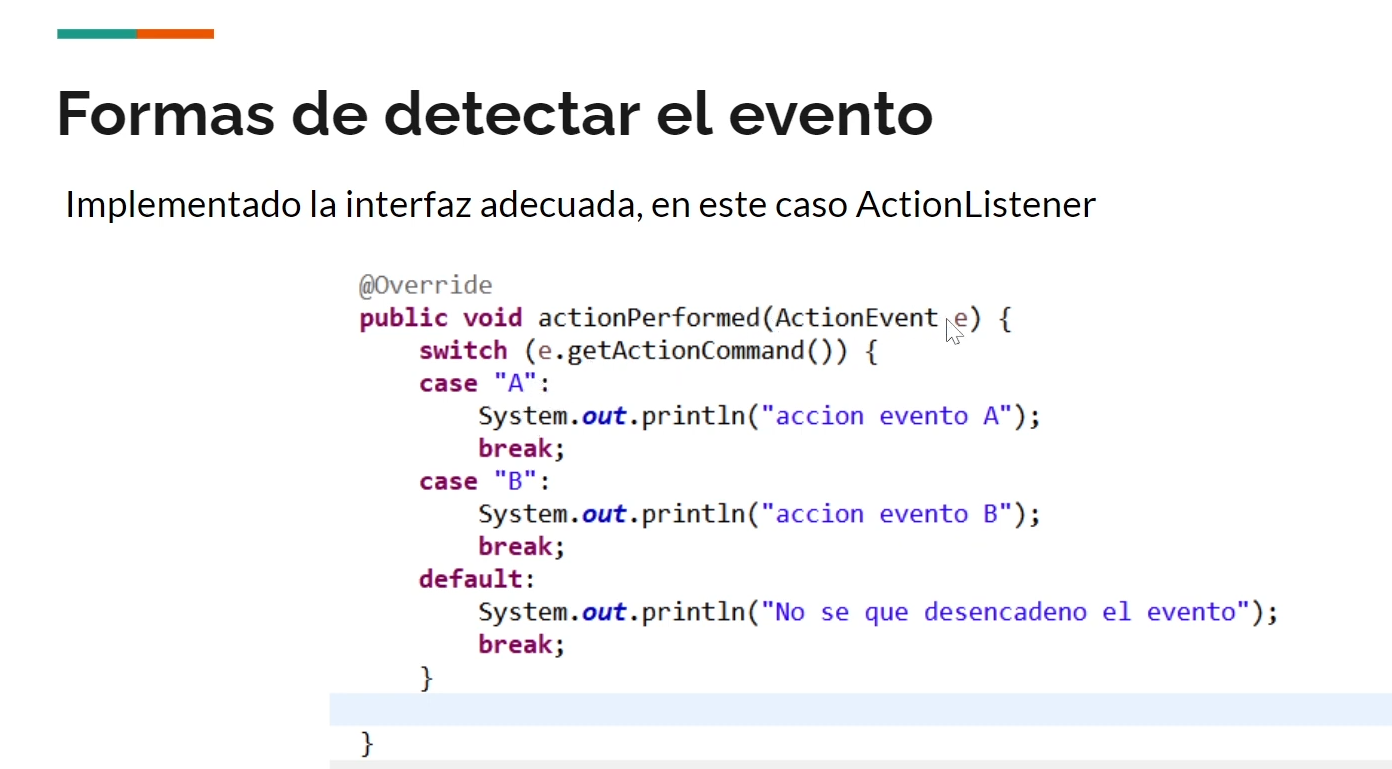 Formas de detectar el evento
Implementado la interfaz adecuada, en este caso ActionListener
@Override
public void actionPerformed(ActionEvent e) {
    switch (e.getActionCommand()) {
    case "A":
        System.out.println("accion evento A");
        break;
    case "B":
        System.out.println("accion evento B");
        break;
    default:
        System.out.println("No se que desencadeno el evento");
        break;
    }
}